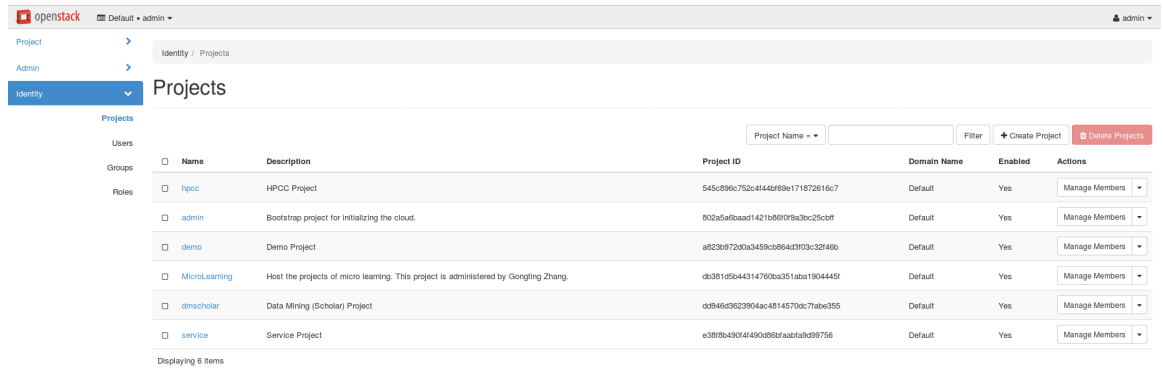 openstack Default • admin admin
Project
Admin
Identity
Projects
Users
Groups
Roles
Identity / Projects
Projects
Project Name = Filter + Create Project Delete Projects
Name Description Project ID Domain Name Enabled Actions
hpcc HPCC Project 545c896c752c4f44bf69e171872616c7 Default Yes Manage Members
admin Bootstrap project for initializing the cloud. 802a5a6baad1421b86f0f9a3bc25cbff Default Yes Manage Members
demo Demo Project a823b972d0a3459cb864d3f03c32f46b Default Yes Manage Members
MicroLearning Host the projects of micro learning. This project is administered by Gongting Zhang. db381d5b44314760ba351aba1904445f Default Yes Manage Members
dmscholar Data Mining (Scholar) Project dd946d3623904ac4814570dc7fabe355 Default Yes Manage Members
service Service Project e38f8b490f4f490d86bfaabfa9d99756 Default Yes Manage Members
Displaying 6 items